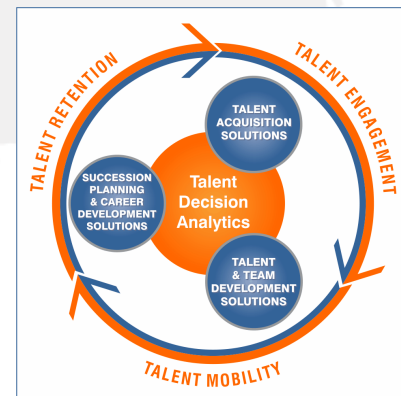 TALENT RETENTION
TALENT ENGAGEMENT
TALENT
ACQUISITION
SOLUTIONS
SUCCESSION
PLANNING
& CAREER
DEVELOPMENT
SOLUTIONS
Talent
Decision
Analytics
TALENT
& TEAM
DEVELOPMENT
SOLUTIONS
TALENT MOBILITY